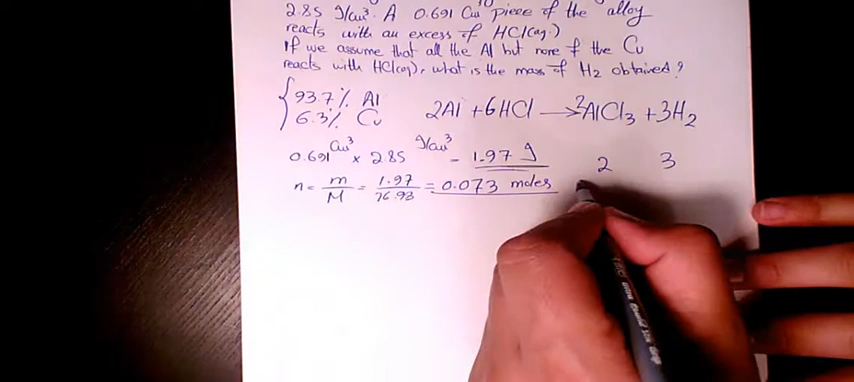 2.85 g/cm³. A 0.691 cm³ piece of the alloy
reacts with an excess of HCl(aq.)
If we assume that all the Al but none of the Cu
reacts with HCl(aq), what is the mass of H2 obtained?
93.7% Al
6.3% Cu
2Al + 6HCl → 2AlCl3 + 3H2
0.691 cm³ × 2.85 g/cm³ = 1.97 g
2 3
n = m/M = 1.97/26.98 = 0.073 moles